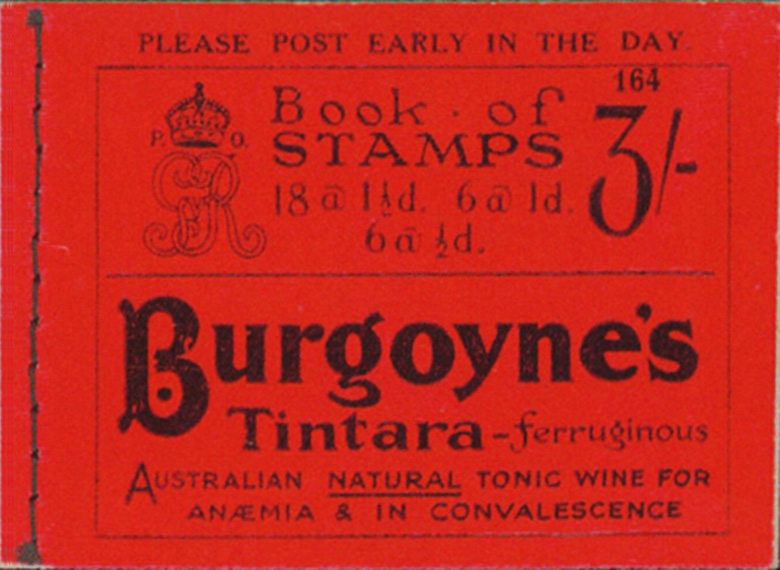 PLEASE POST EARLY IN THE DAY.
164
P. O.
GR
Book · of
STAMPS
3/-
18 @ 1½d. 6 @ 1d.
6 @ ½d.
Burgoyne's
Tintara-ferruginous
AUSTRALIAN NATURAL TONIC WINE FOR
ANÆMIA & IN CONVALESCENCE